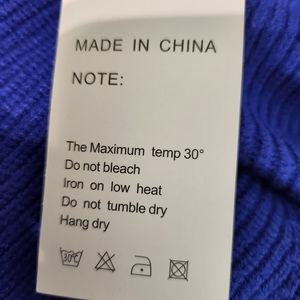 MADE IN CHINA
NOTE:
The Maximum temp 30°
Do not bleach
Iron on low heat
Do not tumble dry
Hang dry
30°